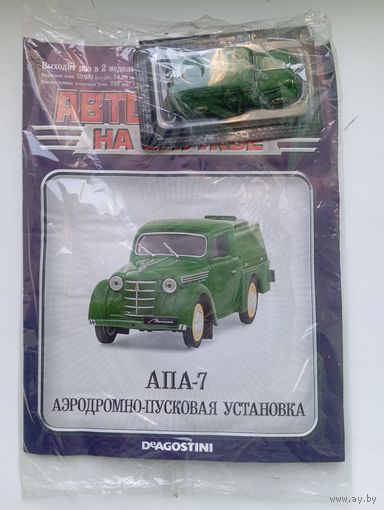 Выходит раз в 2 недели
АВТО
НА СЛУЖБЕ
АПА-7
АЭРОДРОМНО-ПУСКОВАЯ УСТАНОВКА
DeAGOSTINI
© www.ay.by